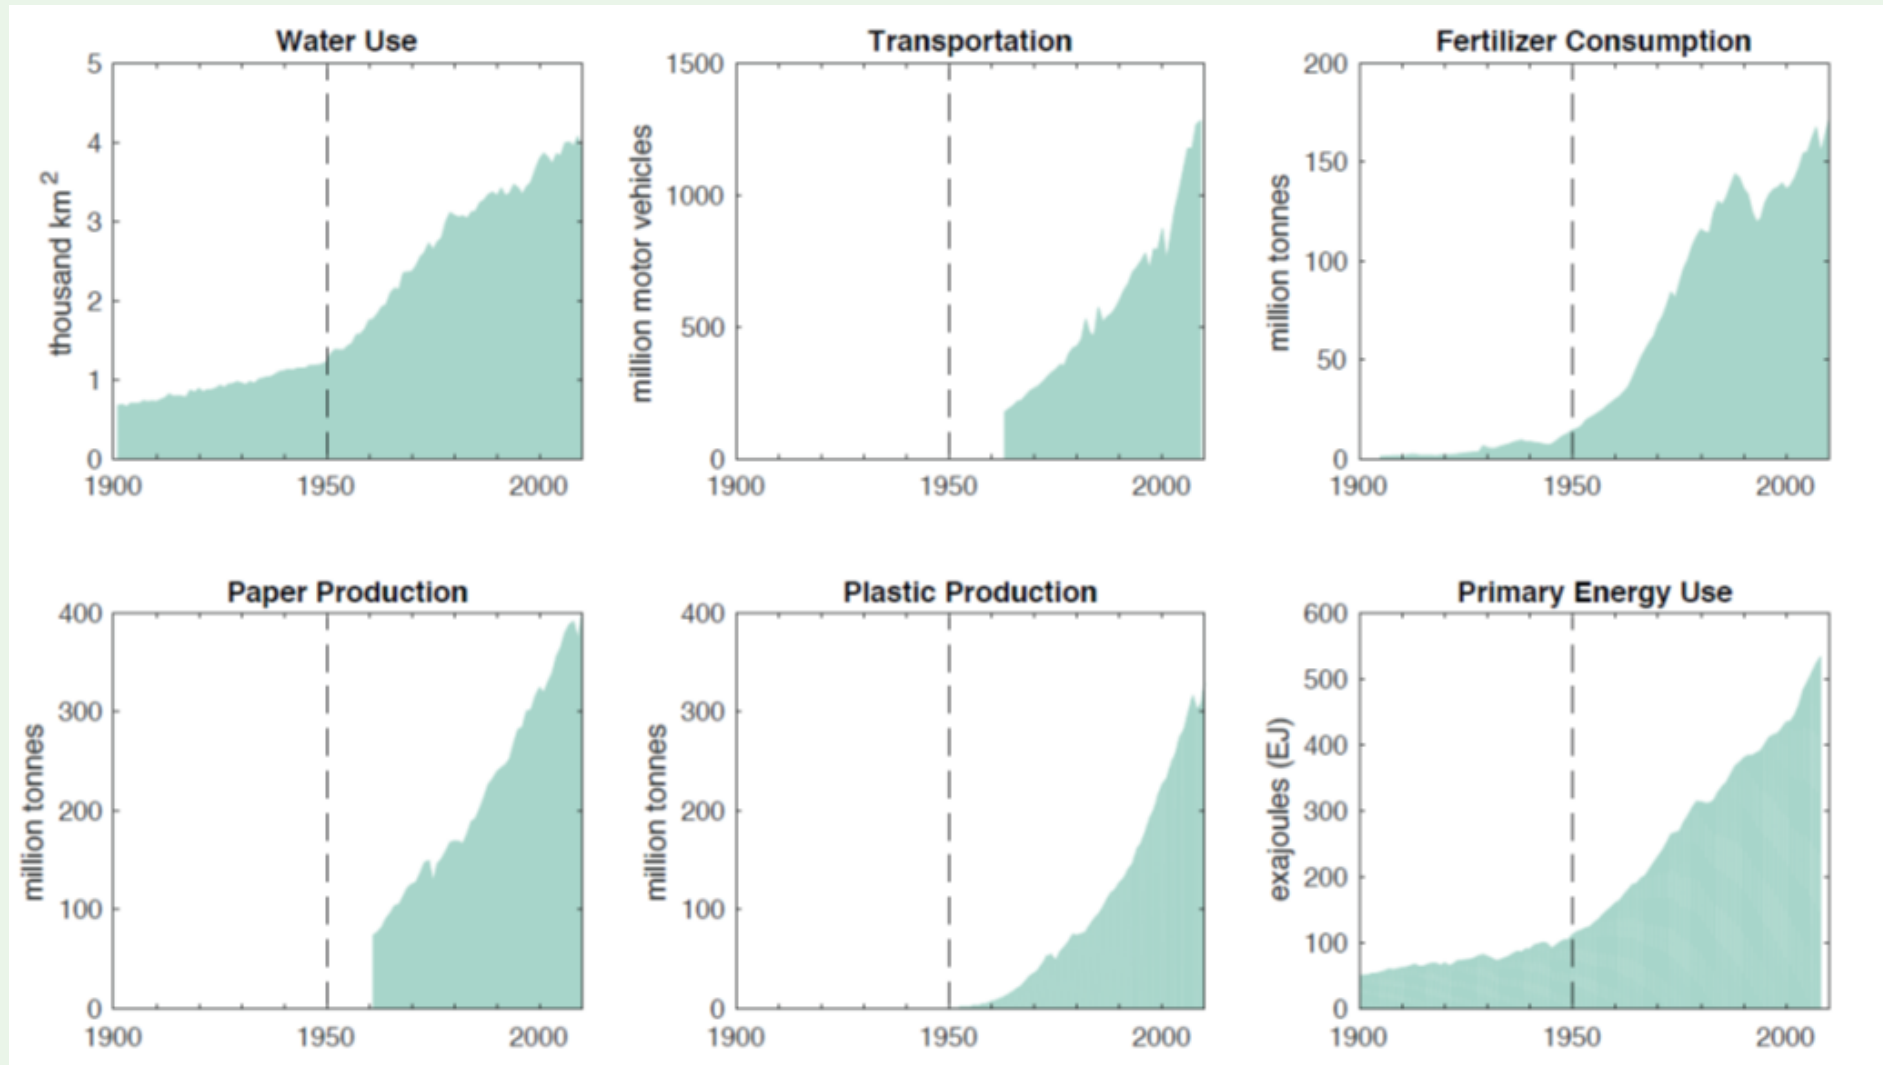 Water Use
5
4
3
2
1
0
thousand km 2
1900 1950 2000
Transportation
1500
1000
500
0
million motor vehicles
1900 1950 2000
Fertilizer Consumption
200
150
100
50
0
million tonnes
1900 1950 2000
Paper Production
400
300
200
100
0
million tonnes
1900 1950 2000
Plastic Production
400
300
200
100
0
million tonnes
1900 1950 2000
Primary Energy Use
600
500
400
300
200
100
0
exajoules (EJ)
1900 1950 2000